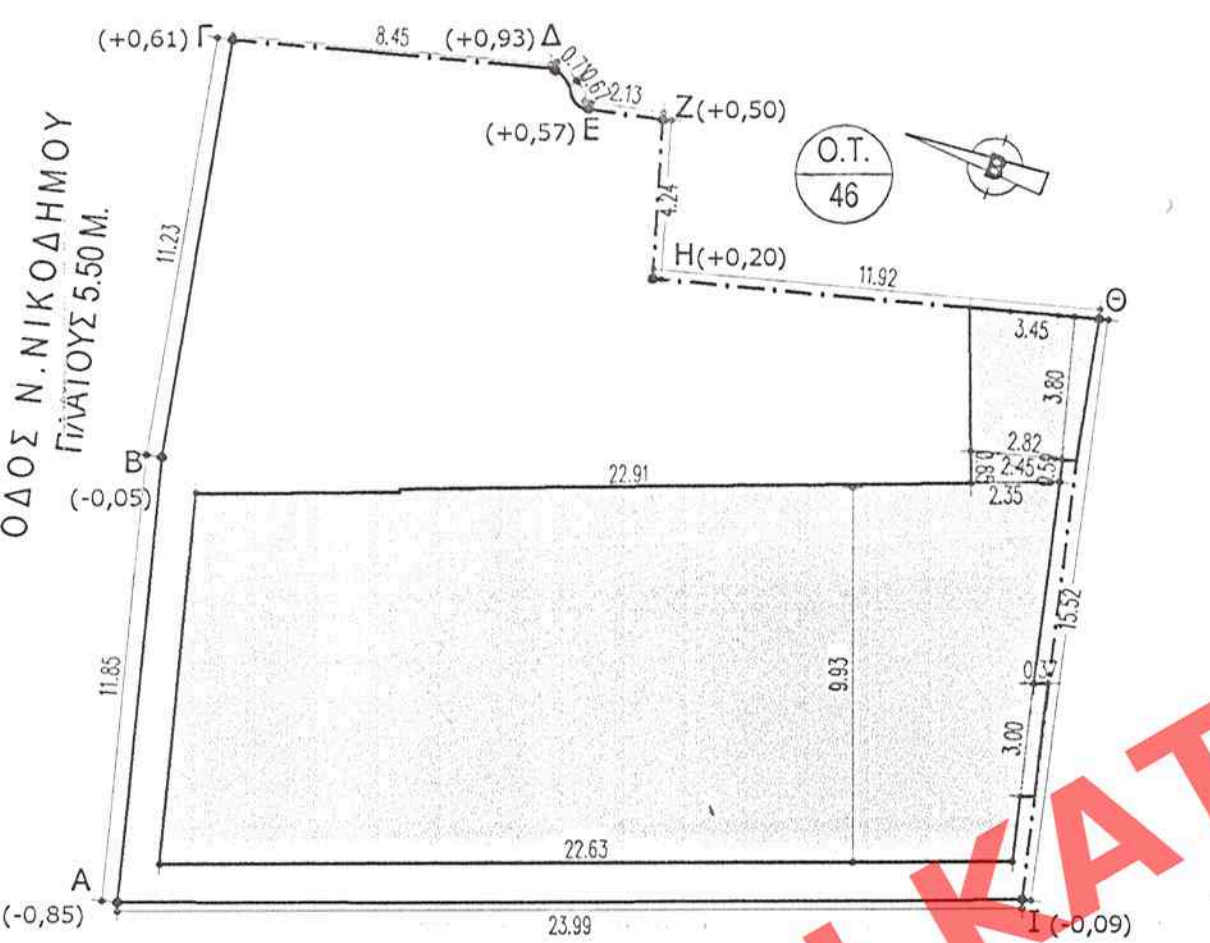 (+0,61) Γ
8.45
(+0,93) Δ
0.71
0.67
2.13
(+0,57) Ε
Ζ(+0,50)
Ο.Τ.
46
Β
4.24
Η(+0,20)
11.92
Θ
ΟΔΟΣ Ν.ΝΙΚΟΔΗΜΟΥ
ΠΛΑΤΟΥΣ 5.50Μ.
11.23
3.45
3.80
Β
(-0,05)
22.91
2.82
2.45
2.35
15.52
11.85
9.93
3.00
22.63
Α
(-0,85)
23.99
Ι (-0,09)
ΚΑΤ